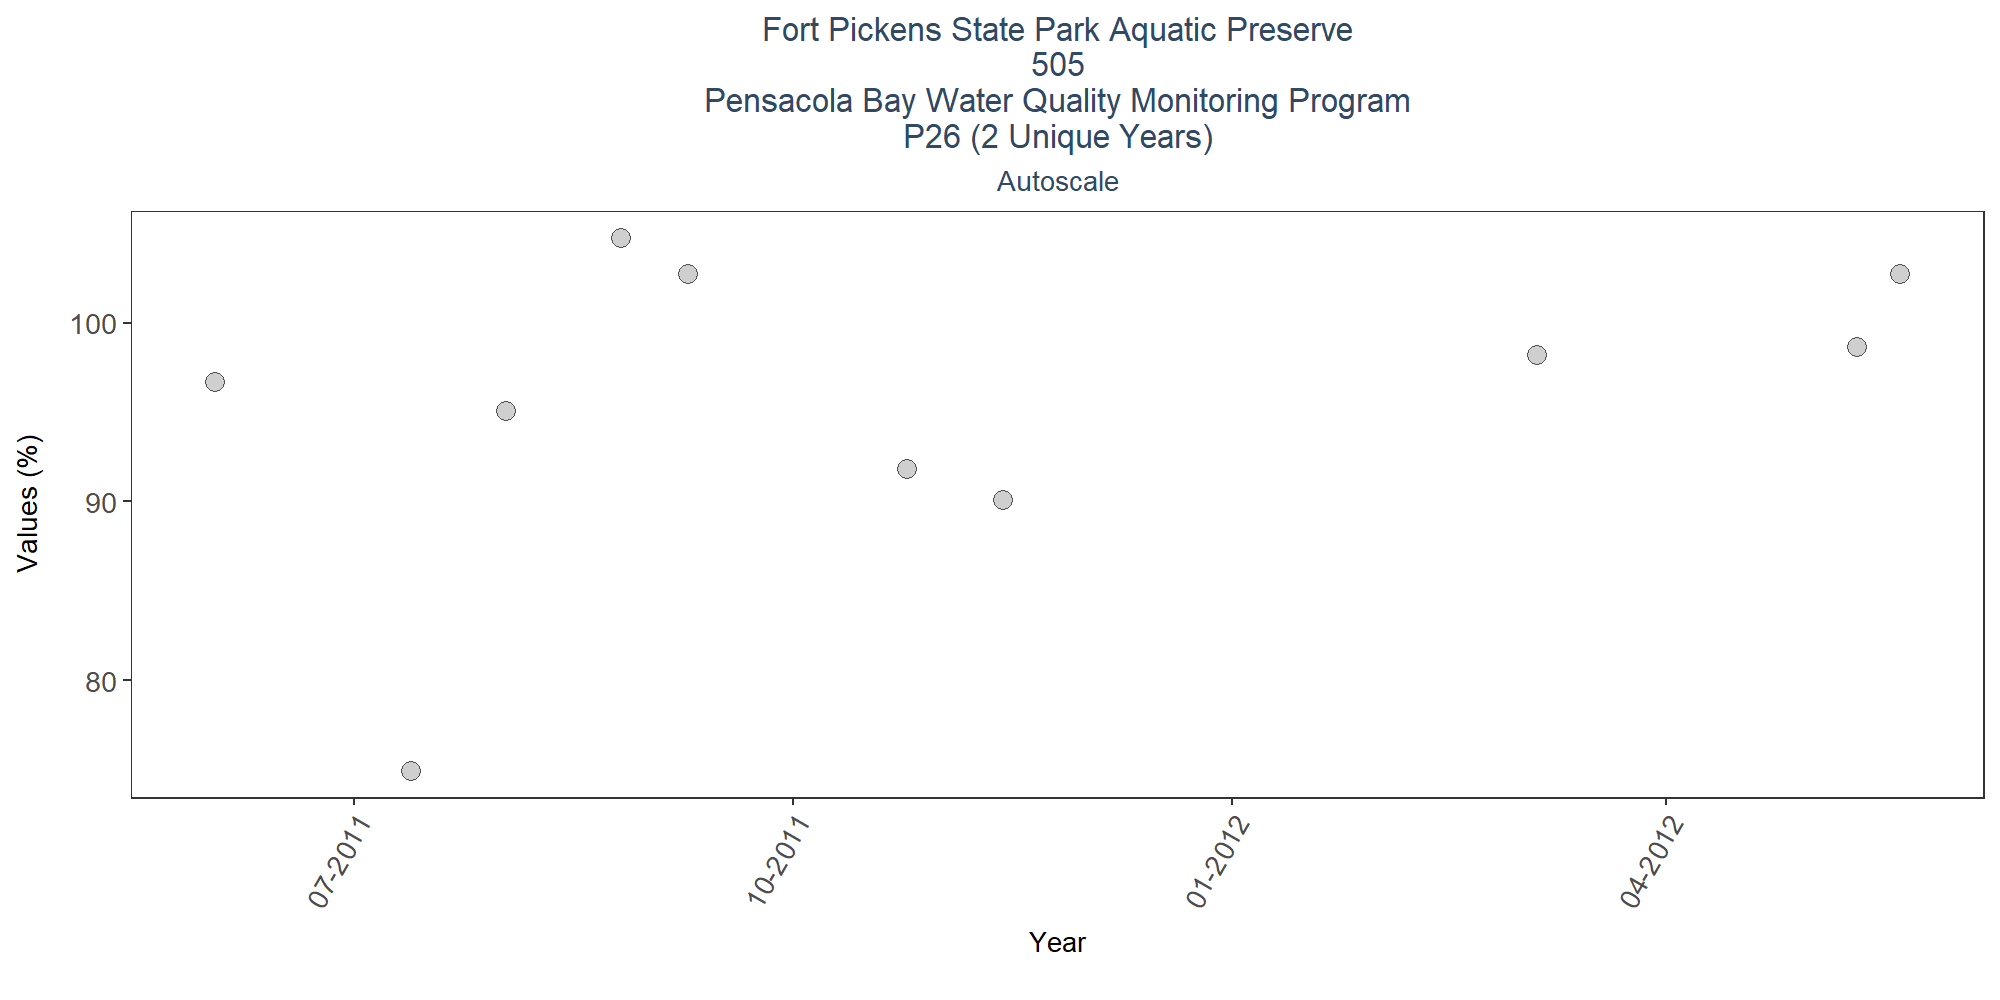 Fort Pickens State Park Aquatic Preserve
505
Pensacola Bay Water Quality Monitoring Program
P26 (2 Unique Years)
Autoscale
Values (%)
100
90
80
07-2011
10-2011
01-2012
04-2012
Year